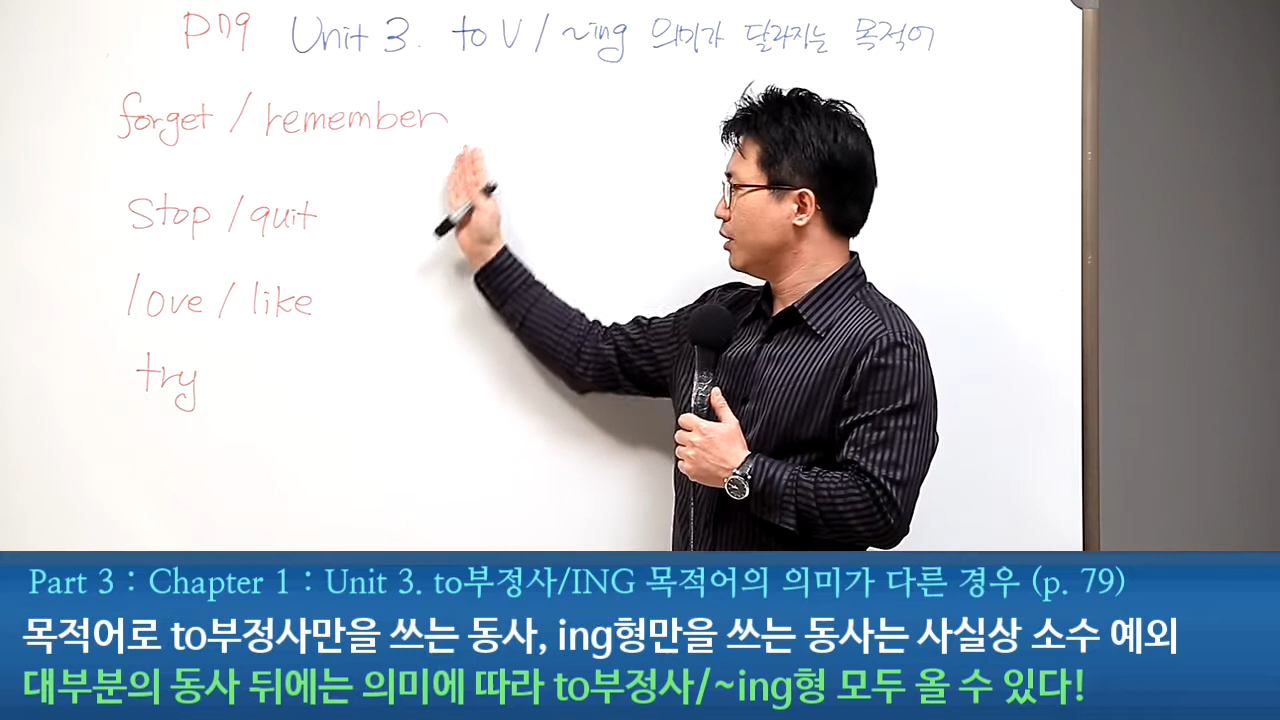 P79 Unit 3. to V / ~ing 의미가 달라지는 목적어
forget / remember
stop / quit
love / like
try
Part 3 : Chapter 1 : Unit 3. to부정사/ING 목적어의 의미가 다른 경우 (p. 79)
목적어로 to부정사만을 쓰는 동사, ing형만을 쓰는 동사는 사실상 소수 예외
대부분의 동사 뒤에는 의미에 따라 to부정사/~ing형 모두 올 수 있다!